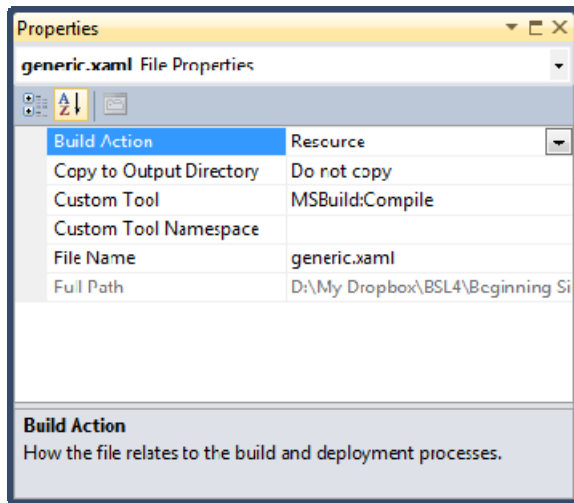 Properties
generic.xaml File Properties
Build Action Resource
Copy to Output Directory Do not copy
Custom Tool MSBuild:Compile
Custom Tool Namespace
File Name generic.xaml
Full Path D:\My Dropbox\BSL4\Beginning Si
Build Action
How the file relates to the build and deployment processes.